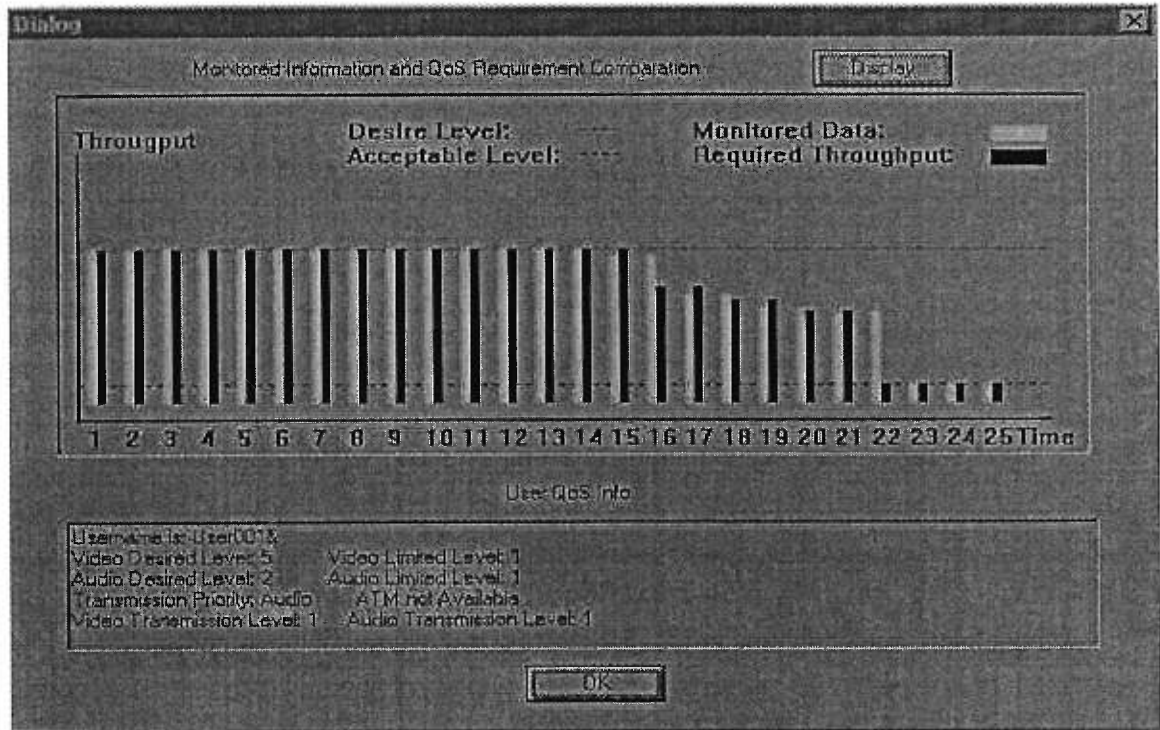 Dialog
Monitored Information and QoS Requirement Comparation
Display
Througput
Desire Level:
Monitored Data:
Acceptable Level:
Required Throughput:
1 2 3 4 5 6 7 8 9 10 11 12 13 14 15 16 17 18 19 20 21 22 23 24 25 Time
User QoS Info
Username is:
Video Desired Level: 5 Video Limited Level: 1
Audio Desired Level: 2 Audio Limited Level: 1
Transmission Priority: Audio ATM not Available
Video Transmission Level: 1 Audio Transmission Level: 1
OK